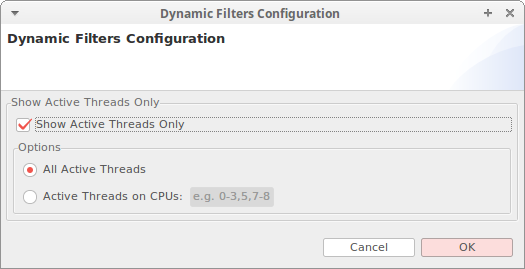 Dynamic Filters Configuration
Dynamic Filters Configuration
Show Active Threads Only
Show Active Threads Only
Options
All Active Threads
Active Threads on CPUs: e.g. 0-3,5,7-8
Cancel OK